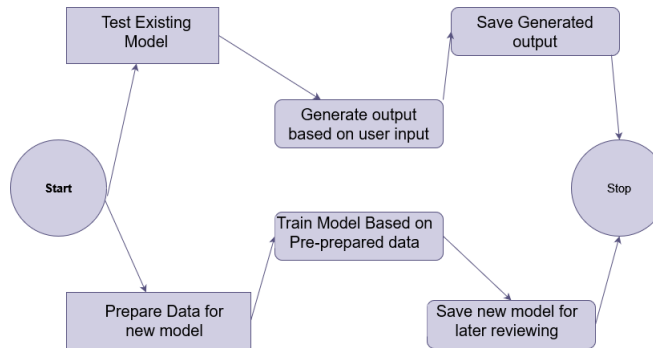 Test Existing
Model
Save Generated
output
Generate output
based on user input
Start
Stop
Train Model Based on
Pre-prepared data
Prepare Data for
new model
Save new model for
later reviewing